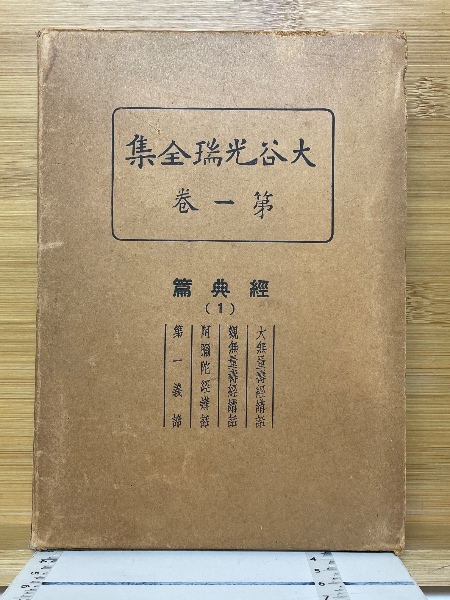 大谷光瑞全集
第一卷
經典篇
(1)
大無量壽經講話
觀無量壽經講話
阿彌陀經講話
第一義諦